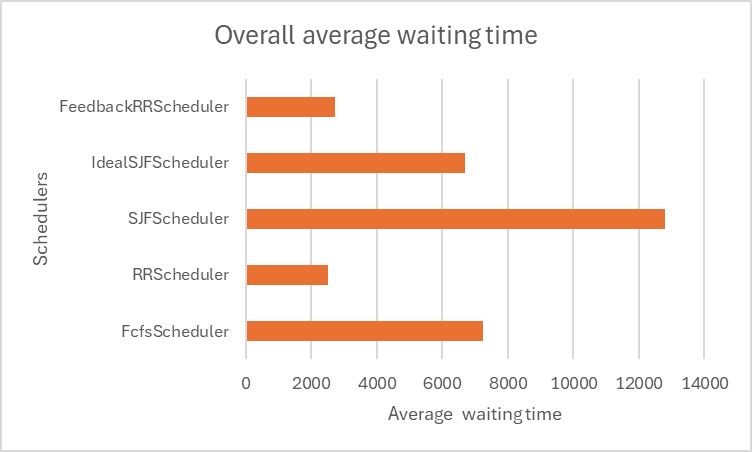 Overall average waiting time
Schedulers
FeedbackRRScheduler
IdealSJFScheduler
SJFScheduler
RRScheduler
FcfsScheduler
0 2000 4000 6000 8000 10000 12000 14000
Average waiting time